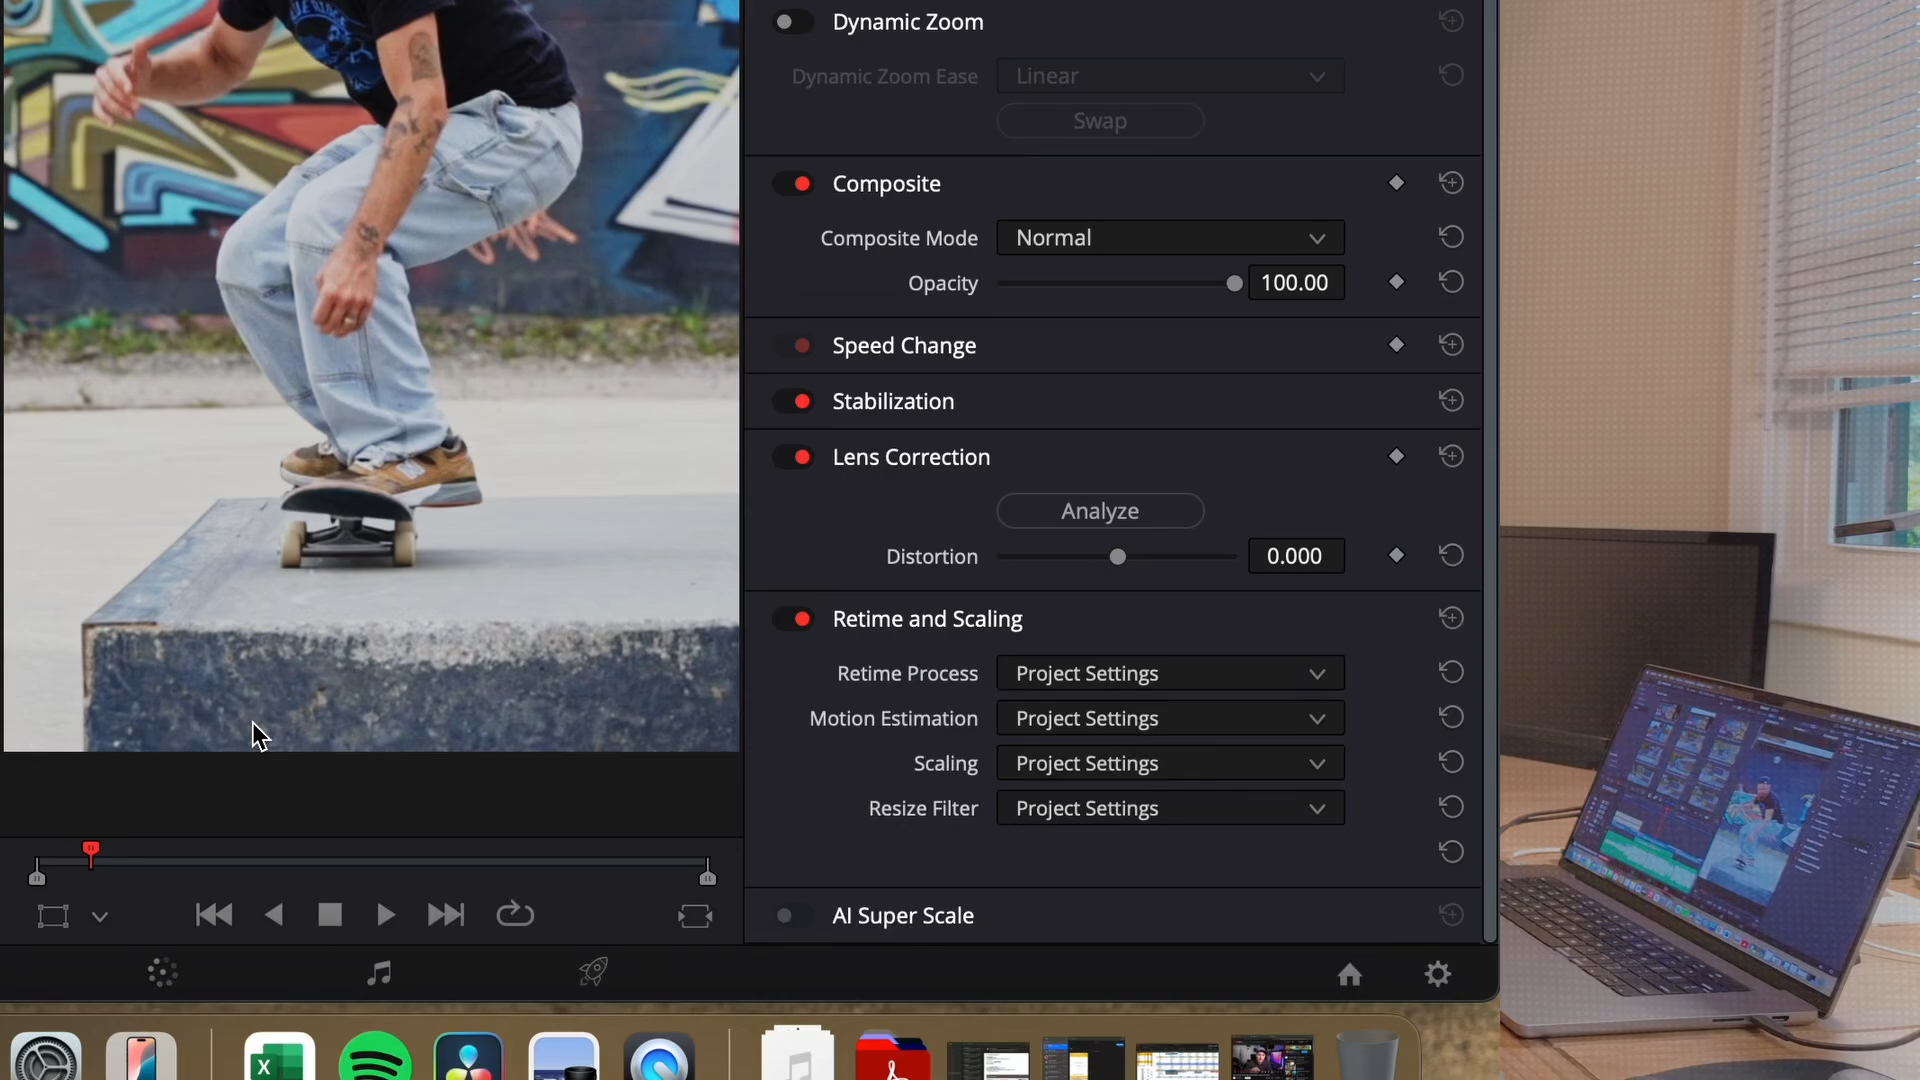 Dynamic Zoom
Dynamic Zoom Ease Linear
Swap
Composite
Composite Mode Normal
Opacity 100.00
Speed Change
Stabilization
Lens Correction
Analyze
Distortion 0.000
Retime and Scaling
Retime Process Project Settings
Motion Estimation Project Settings
Scaling Project Settings
Resize Filter Project Settings
AI Super Scale
X